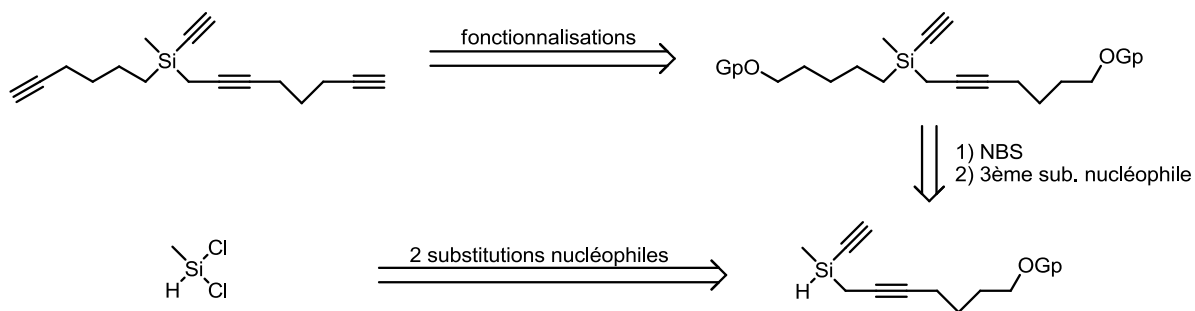 fonctionnalisations
Si
Si
GpO
OGp
1) NBS
2) 3ème sub. nucléophile
2 substitutions nucléophiles
Cl
Si
H
Cl
Si
H
OGp